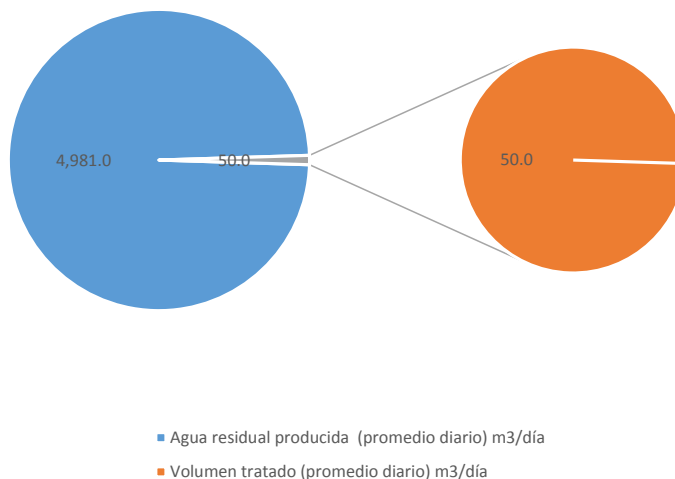 4,981.0
50.0
50.0
Agua residual producida (promedio diario) m3/día
Volumen tratado (promedio diario) m3/día